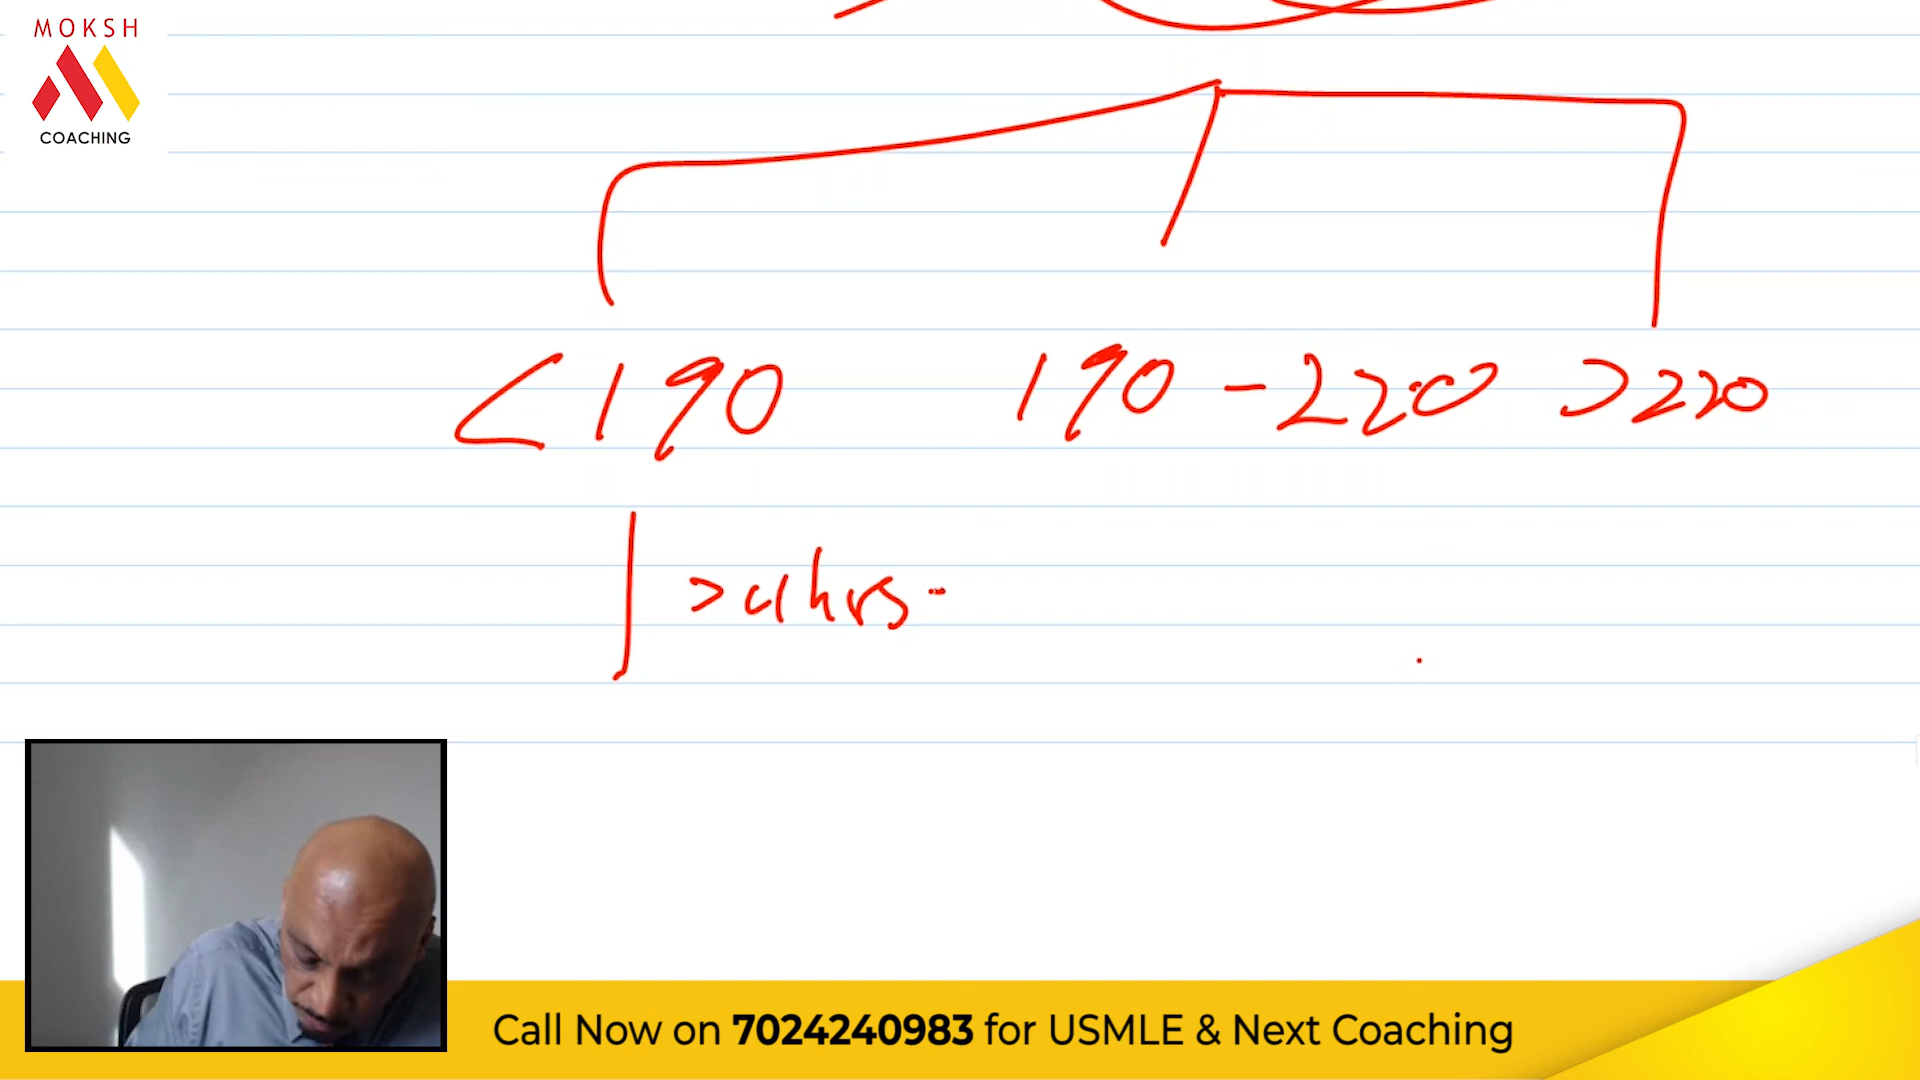 MOKSH
COACHING
<190 190-220 >220
>4hrs-
Call Now on 7024240983 for USMLE & Next Coaching